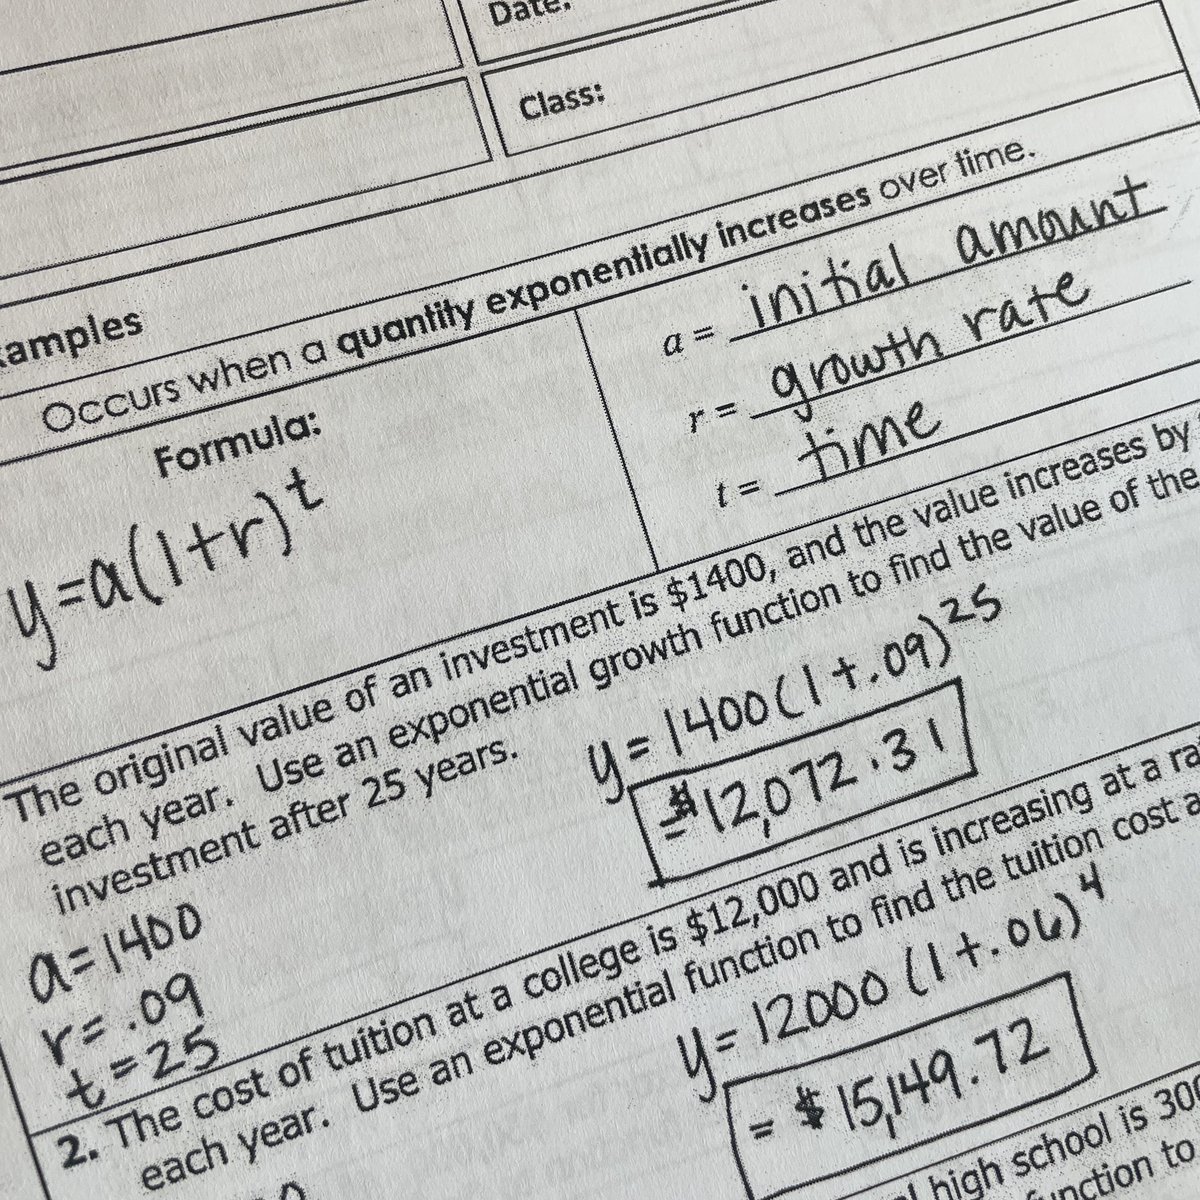 Date:
Class:
Occurs when a quantity exponentially increases over time.
Formula:
y=a(1+r)^t
a = initial amount
r = growth rate
t = time
The original value of an investment is $1400, and the value increases by
each year. Use an exponential growth function to find the value of the
investment after 25 years.
a=1400
r=.09
t=25
y=1400(1+.09)^25
=$12,072.31
2. The cost of tuition at a college is $12,000 and is increasing at a
each year. Use an exponential function to find the tuition cost
y=12000(1+.06)^4
= $15,149.72
high school is
to